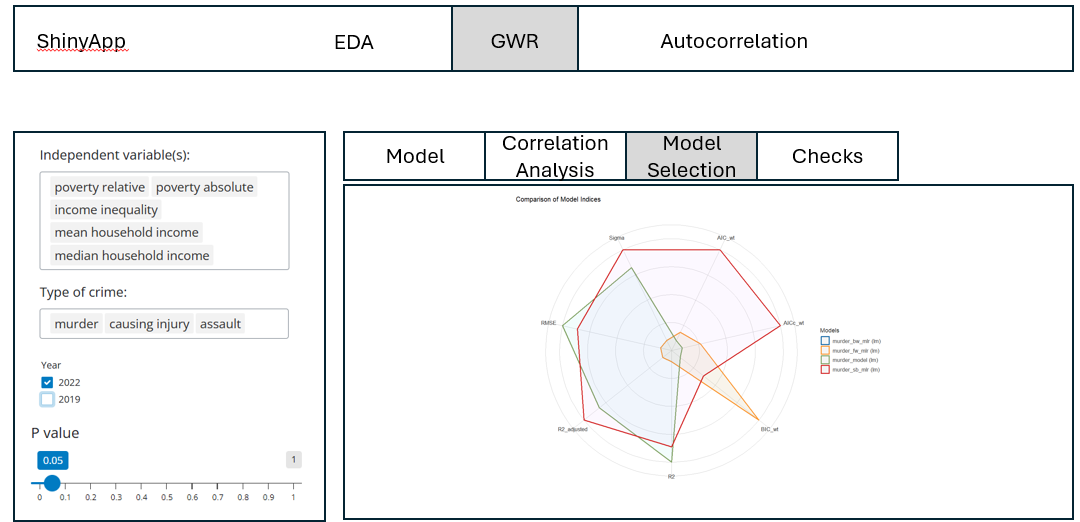 ShinyApp
EDA
GWR
Autocorrelation
Independent variable(s):
poverty relative poverty absolute
income inequality
mean household income
median household income
Type of crime:
murder causing injury assault
Year
2022
2019
P value
0.05 1
0 0.1 0.2 0.3 0.4 0.5 0.6 0.7 0.8 0.9 1
Model
Correlation
Analysis
Model
Selection
Checks
Comparison of Model Indices
Sigma
AIC_wt
RMSE
AICc_wt
R2_adjusted
BIC_wt
R2
Models
murder_bw_mlr (lm)
murder_fw_mlr (lm)
murder_model (lm)
murder_sb_mlr (lm)